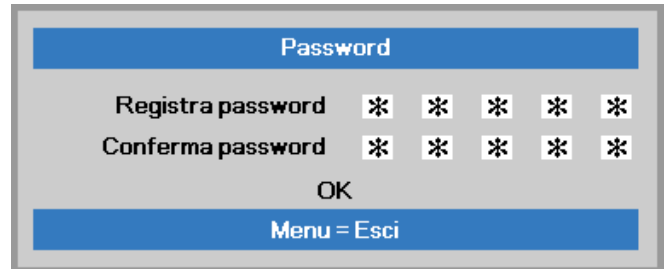 Password
Registra password * * * * *
Conferma password * * * * *
OK
Menu = Esci